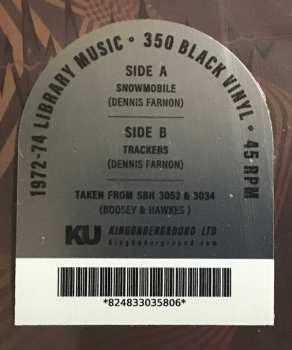 1972-74 LIBRARY MUSIC • 350 BLACK VINYL • 45 RPM
SIDE A
SNOWMOBILE
(DENNIS FARNON)
SIDE B
TRACKERS
(DENNIS FARNON)
TAKEN FROM SBH 3052 & 3034
(BOOSEY & HAWKES)
KU KINGUNDERGROUND LTD
kingunderground.com
*824833035806*